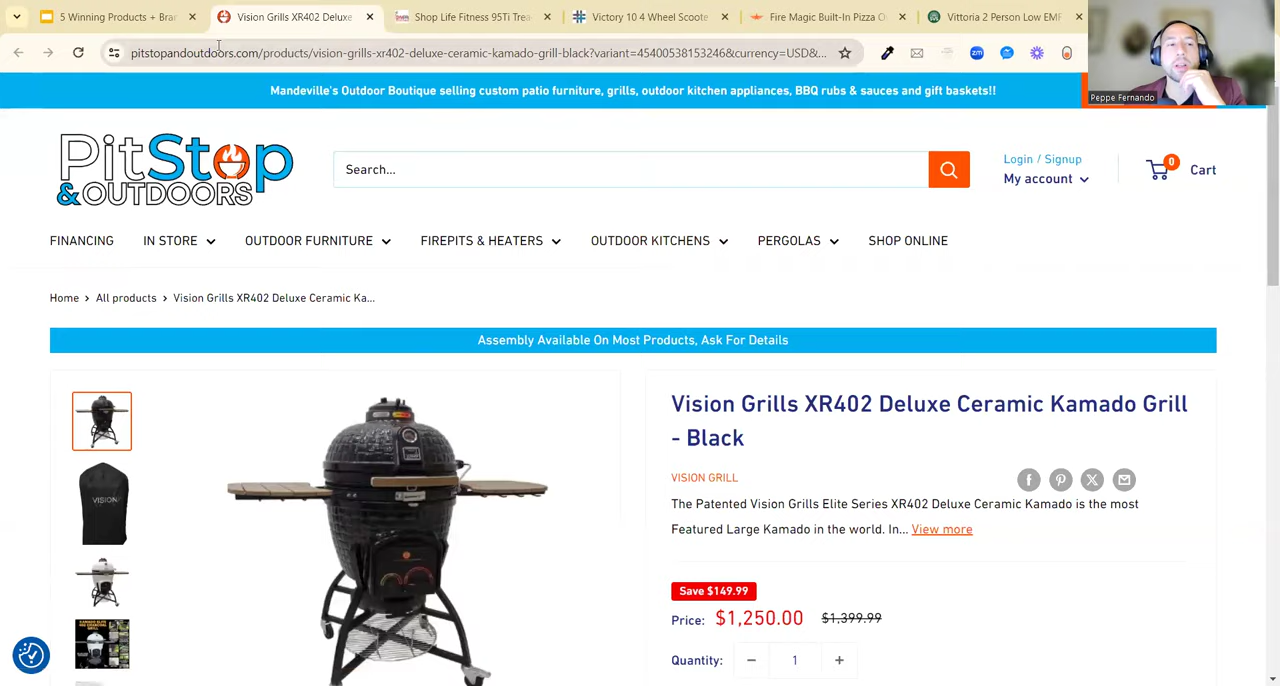 5 Winning Products + Bran
Vision Grills XR402 Deluxe
Shop Life Fitness 95Ti Trea
Victory 10 4 Wheel Scoote
Fire Magic Built-In Pizza O
Vittoria 2 Person Low EMF
pitstopandoutdoors.com/products/vision-grills-xr402-deluxe-ceramic-kamado-grill-black?variant=45400538153246&currency=USD&...
zm
Peppe Fernando
Mandeville's Outdoor Boutique selling custom patio furniture, grills, outdoor kitchen appliances, BBQ rubs & sauces and gift baskets!!
PitStop
& OUTDOORS
Search...
Login / Signup
My account
0
Cart
FINANCING
IN STORE
OUTDOOR FURNITURE
FIREPITS & HEATERS
OUTDOOR KITCHENS
PERGOLAS
SHOP ONLINE
Home > All products > Vision Grills XR402 Deluxe Ceramic Ka...
Assembly Available On Most Products, Ask For Details
VISION
Vision Grills XR402 Deluxe Ceramic Kamado Grill
- Black
VISION GRILL
The Patented Vision Grills Elite Series XR402 Deluxe Ceramic Kamado is the most
Featured Large Kamado in the world. In... View more
Save $149.99
Price: $1,250.00 $1,399.99
Quantity: − 1 +